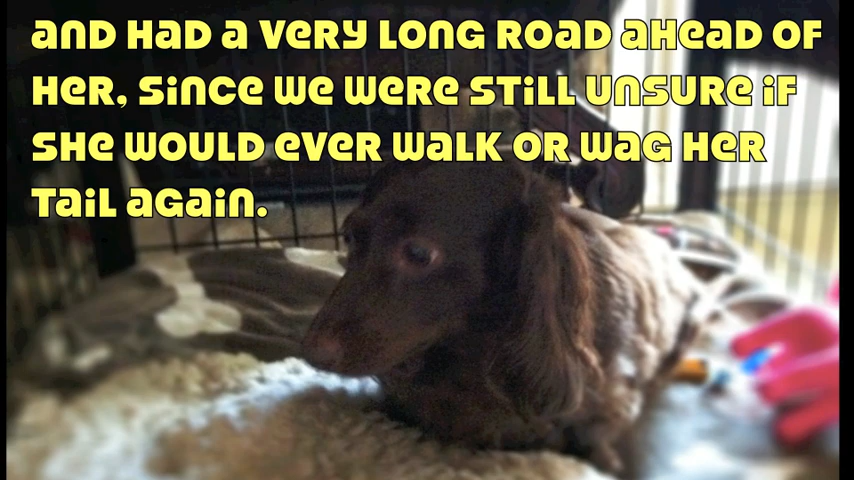 and had a very long road ahead of
her, since we were still unsure if
she would ever walk or wag her
tail again.